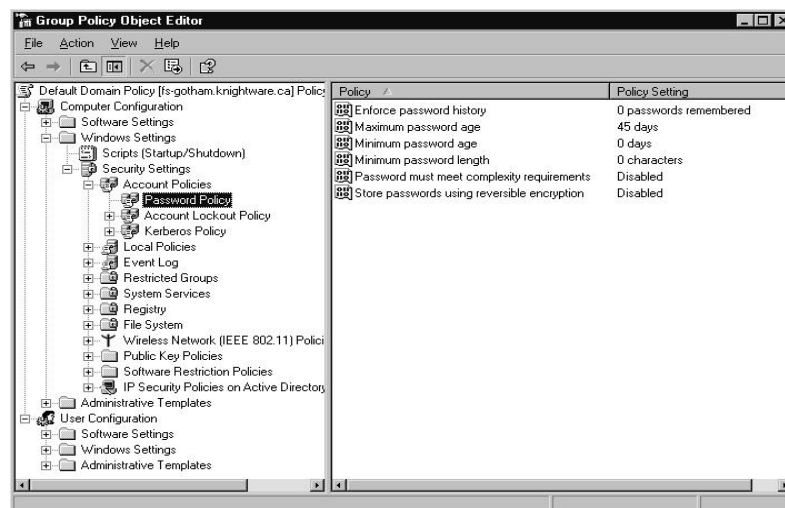 Group Policy Object Editor
File Action View Help
Default Domain Policy [fs-gotham.knightware.ca] Policy
Computer Configuration
Software Settings
Windows Settings
Scripts (Startup/Shutdown)
Security Settings
Account Policies
Password Policy
Account Lockout Policy
Kerberos Policy
Local Policies
Event Log
Restricted Groups
System Services
Registry
File System
Wireless Network (IEEE 802.11) Polici
Public Key Policies
Software Restriction Policies
IP Security Policies on Active Directory
Administrative Templates
User Configuration
Software Settings
Windows Settings
Administrative Templates
Policy Policy Setting
Enforce password history 0 passwords remembered
Maximum password age 45 days
Minimum password age 0 days
Minimum password length 0 characters
Password must meet complexity requirements Disabled
Store passwords using reversible encryption Disabled